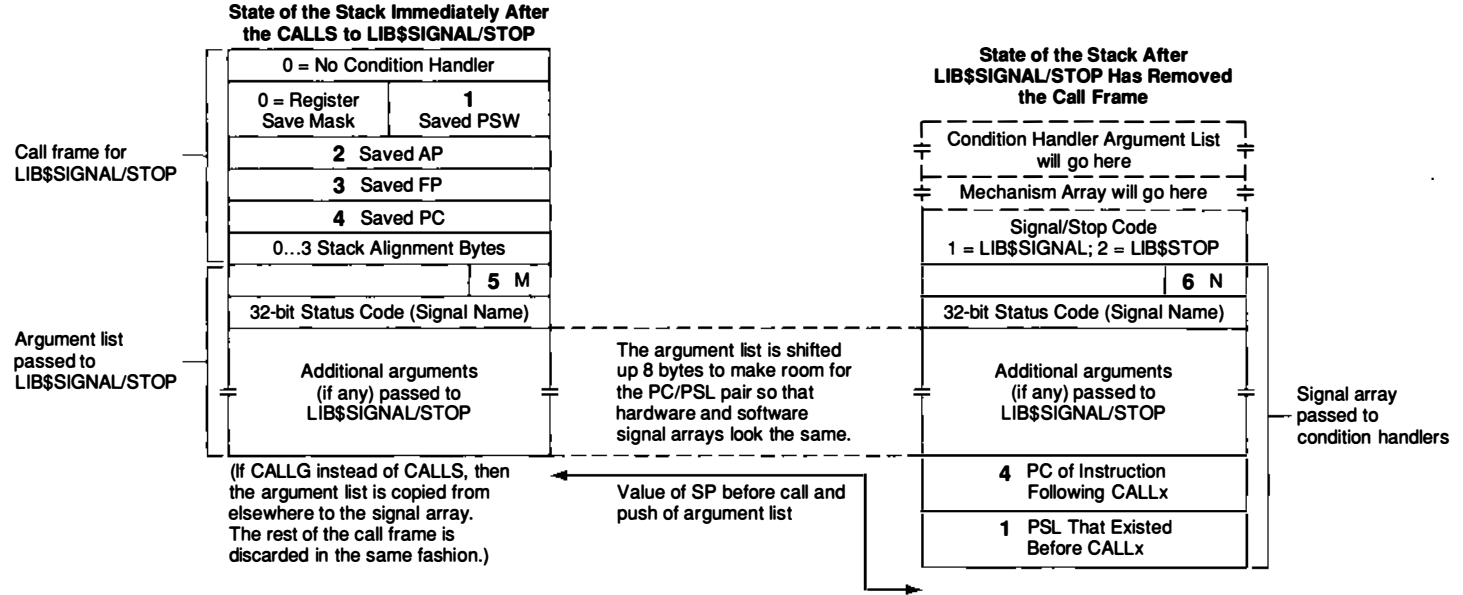 State of the Stack Immediately After
the CALLS to LIB$SIGNAL/STOP
0 = No Condition Handler
0 = Register
Save Mask
1
Saved PSW
2 Saved AP
3 Saved FP
4 Saved PC
0...3 Stack Alignment Bytes
5 M
32-bit Status Code (Signal Name)
Additional arguments
(if any) passed to
LIB$SIGNAL/STOP
Call frame for
LIB$SIGNAL/STOP
Argument list
passed to
LIB$SIGNAL/STOP
(If CALLG instead of CALLS, then
the argument list is copied from
elsewhere to the signal array.
The rest of the call frame is
discarded in the same fashion.)
The argument list is shifted
up 8 bytes to make room for
the PC/PSL pair so that
hardware and software
signal arrays look the same.
Value of SP before call and
push of argument list
State of the Stack After
LIB$SIGNAL/STOP Has Removed
the Call Frame
Condition Handler Argument List
will go here
Mechanism Array will go here
Signal/Stop Code
1 = LIB$SIGNAL; 2 = LIB$STOP
6 N
32-bit Status Code (Signal Name)
Additional arguments
(if any) passed to
LIB$SIGNAL/STOP
4 PC of Instruction
Following CALLx
1 PSL That Existed
Before CALLx
Signal array
passed to
condition handlers